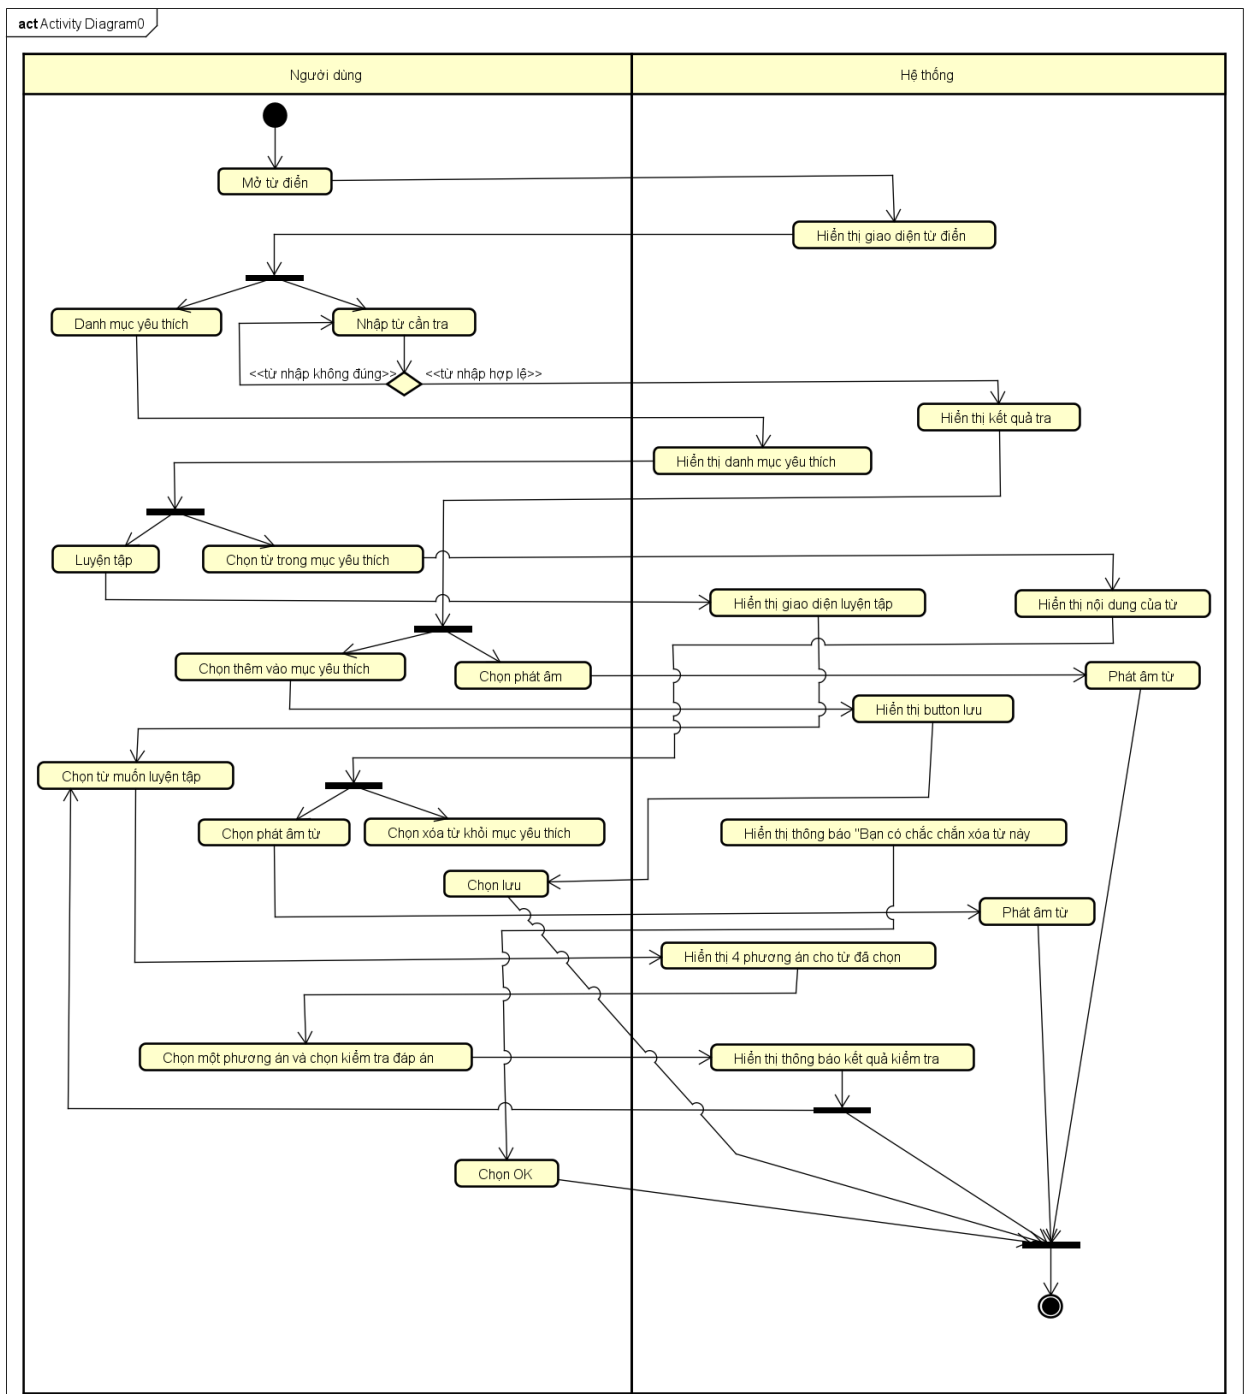 act Activity Diagram0
Người dùng
Hệ thống
Mở từ điển
Hiển thị giao diện từ điển
Danh mục yêu thích
Nhập từ cần tra
<<từ nhập không đúng>>
<<từ nhập hợp lệ>>
Hiển thị kết quả tra
Hiển thị danh mục yêu thích
Luyện tập
Chọn từ trong mục yêu thích
Hiển thị giao diện luyện tập
Hiển thị nội dung của từ
Chọn thêm vào mục yêu thích
Chọn phát âm
Phát âm từ
Hiển thị button lưu
Chọn từ muốn luyện tập
Chọn phát âm từ
Chọn xóa từ khỏi mục yêu thích
Hiển thị thông báo "Bạn có chắc chắn xóa từ này
Chọn lưu
Phát âm từ
Hiển thị 4 phương án cho từ đã chọn
Chọn một phương án và chọn kiểm tra đáp án
Hiển thị thông báo kết quả kiểm tra
Chọn OK